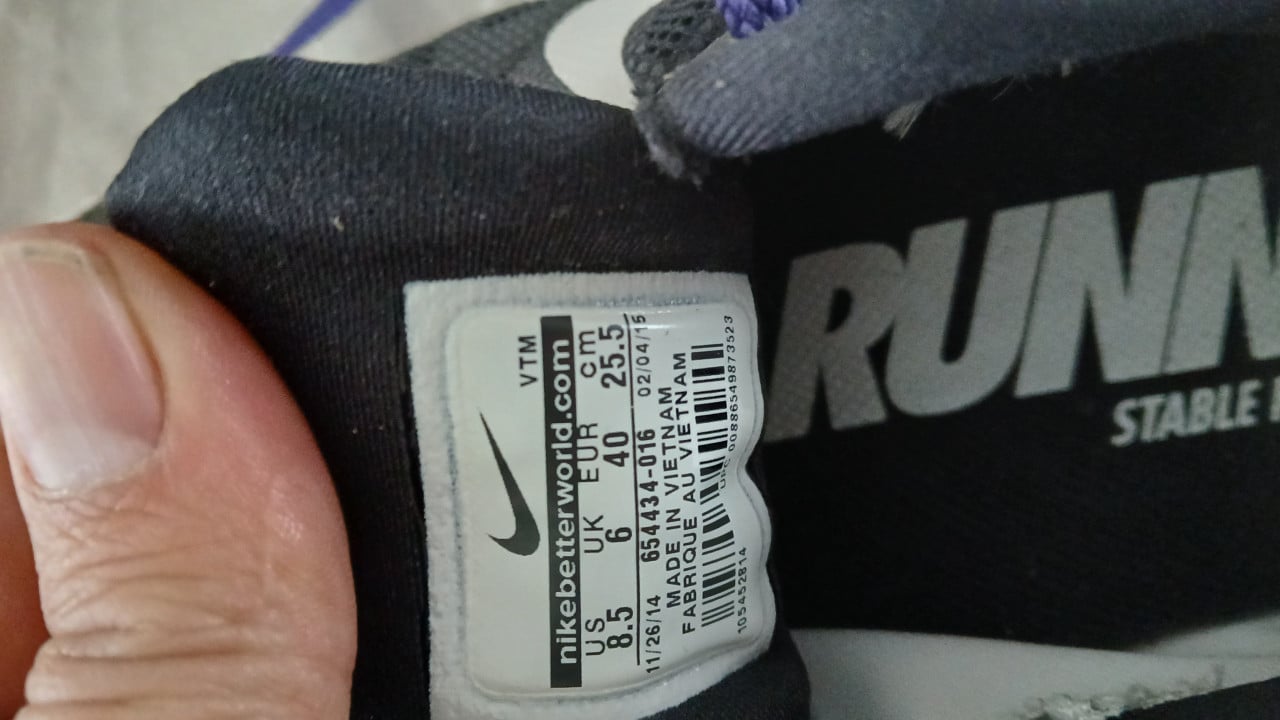 VTM
nikebetterworld.com
US UK EUR cm
8.5 6 40 25.5
11/26/14 654434-016 02/04/15
MADE IN VIETNAM
FABRIQUE AU VIETNAM
UPC 00886549873523
105452814
RUNN
STABLE